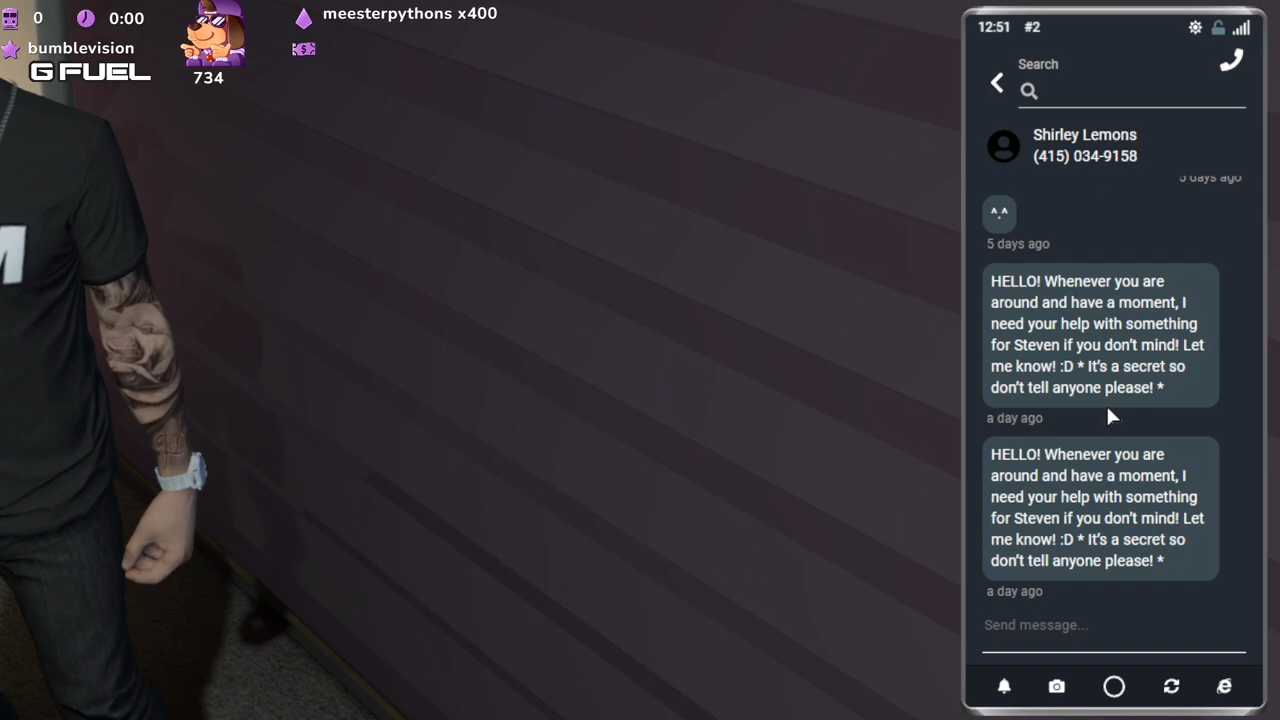 0
0:00
meesterpythons x400
bumblevision
G FUEL
734
12:51 #2
Search
Shirley Lemons
(415) 034-9158
5 days ago
^.^
5 days ago
HELLO! Whenever you are
around and have a moment, I
need your help with something
for Steven if you don't mind! Let
me know! :D * It's a secret so
don't tell anyone please! *
a day ago
HELLO! Whenever you are
around and have a moment, I
need your help with something
for Steven if you don't mind! Let
me know! :D * It's a secret so
don't tell anyone please! *
a day ago
Send message...